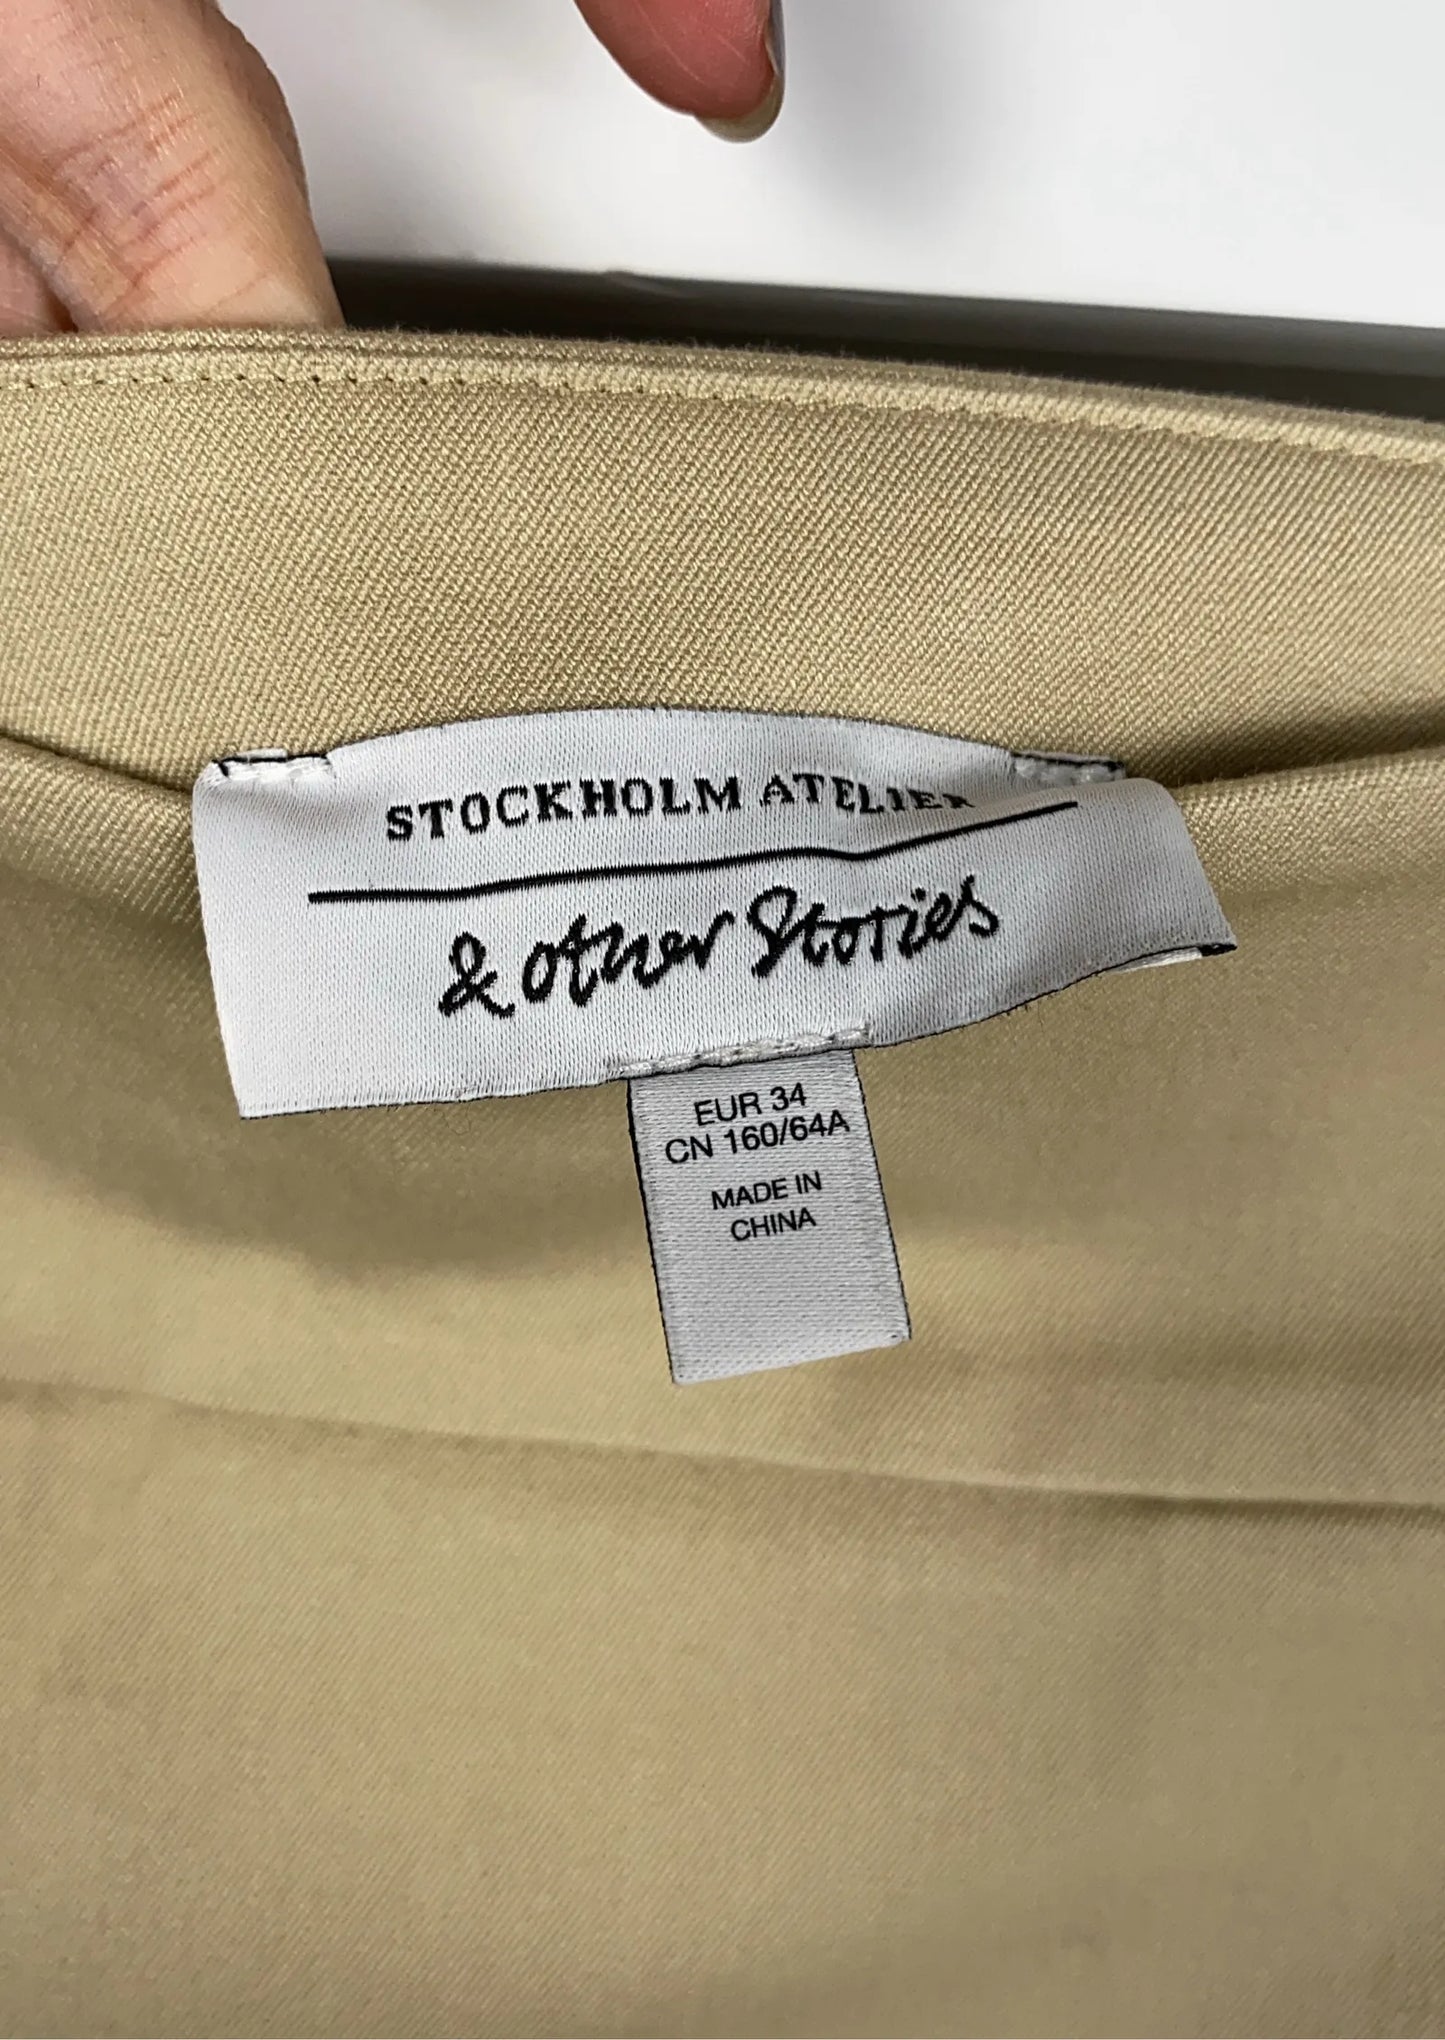 STOCKHOLM ATELIER
& other Stories
EUR 34
CN 160/64A
MADE IN
CHINA